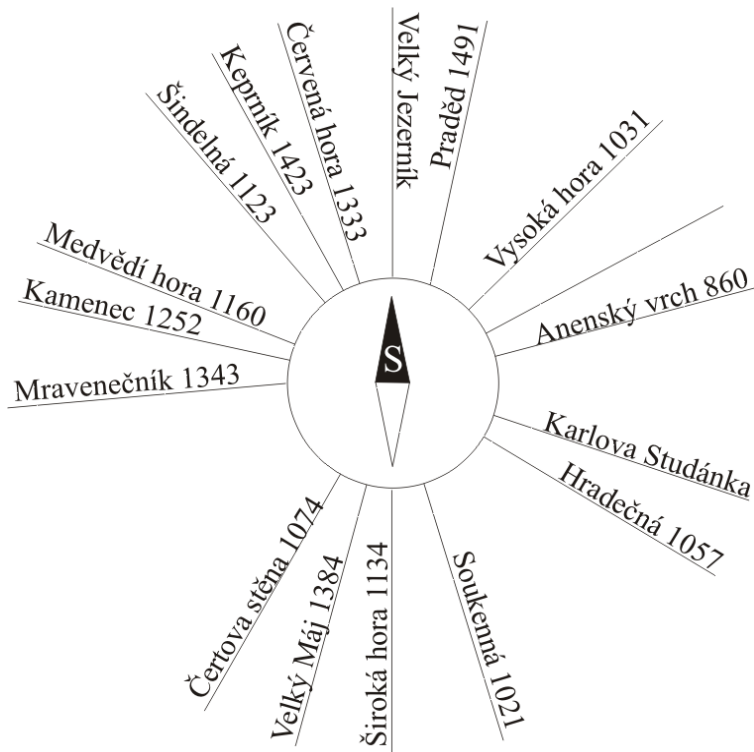 Velký Jezerník
Praděd 1491
Vysoká hora 1031
Anenský vrch 860
Karlova Studánka
Hradečná 1057
Soukenná 1021
Široká hora 1134
Velký Máj 1384
Čertova stěna 1074
Mravenečník 1343
Kamenec 1252
Medvědí hora 1160
Šindelná 1123
Keprník 1423
Červená hora 1333
S